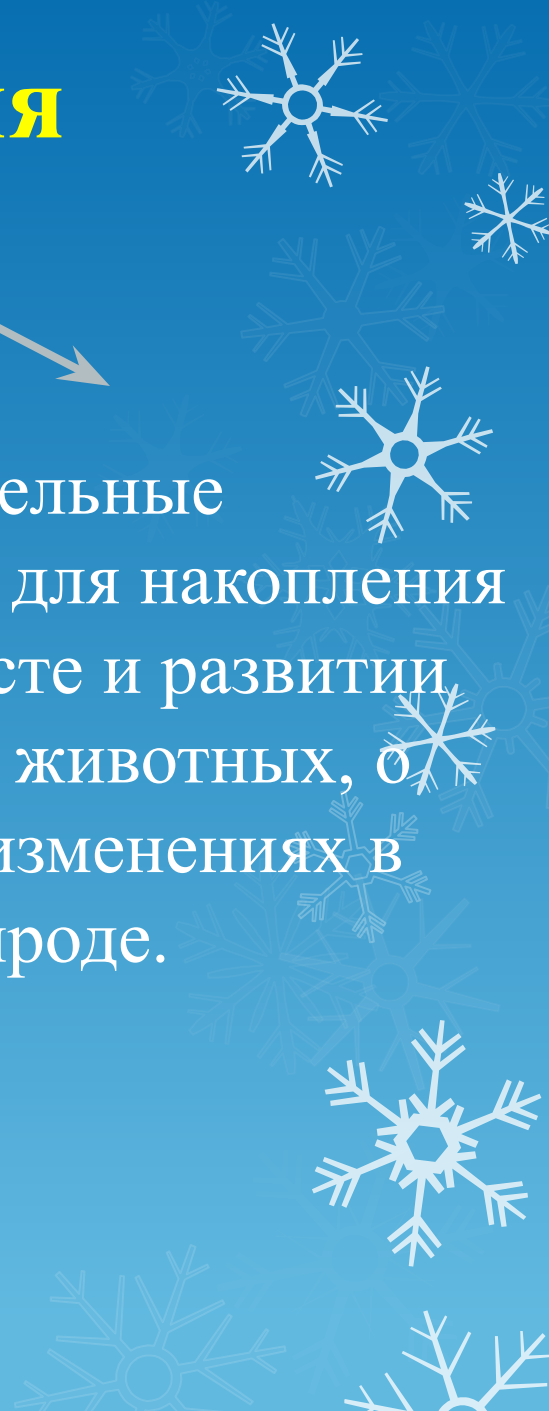 ия
ельные
для накопления
сте и развитии
животных, о
изменениях в
ироде.